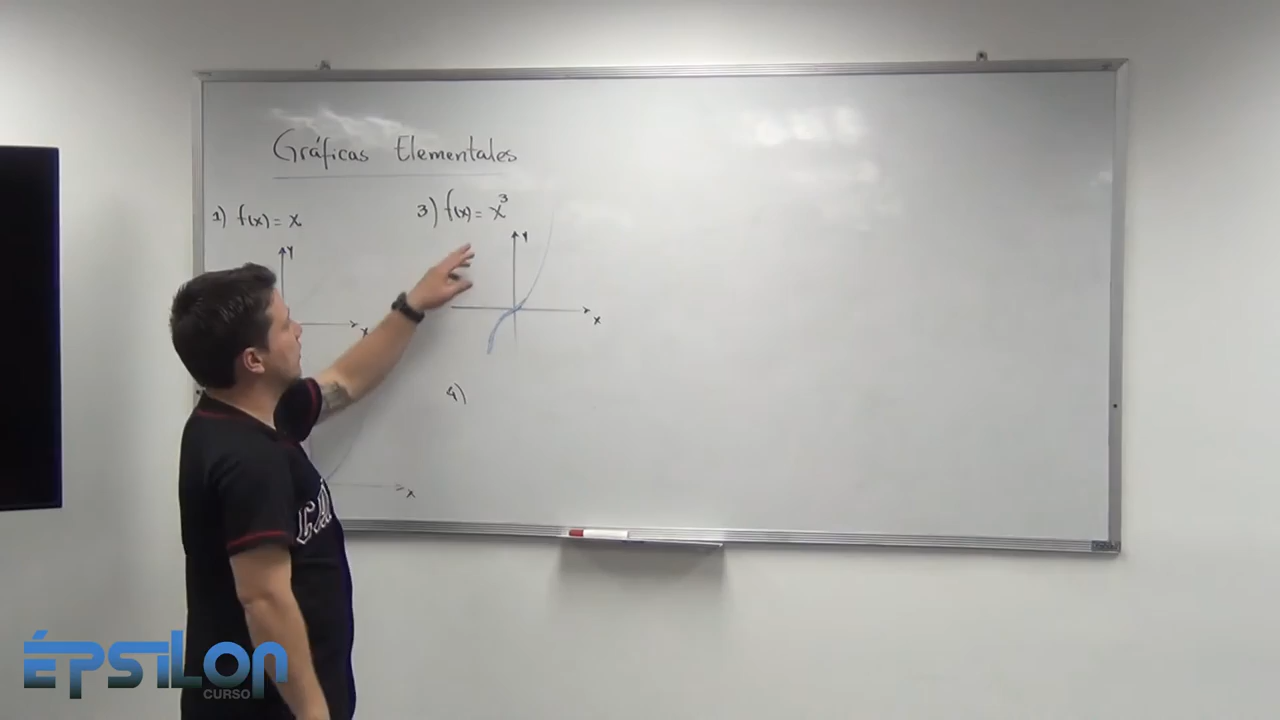 Gráficas Elementales
1) f(x) = x
y
x
x
3) f(x) = x³
y
x
4)
ÉPSILON
CURSO